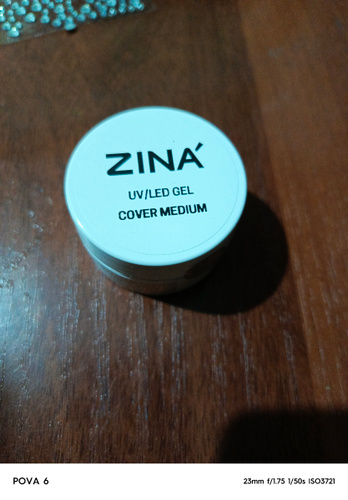 ZINÁ
UV/LED GEL
COVER MEDIUM
POVA 6
23mm f/1.75 1/50s ISO3721